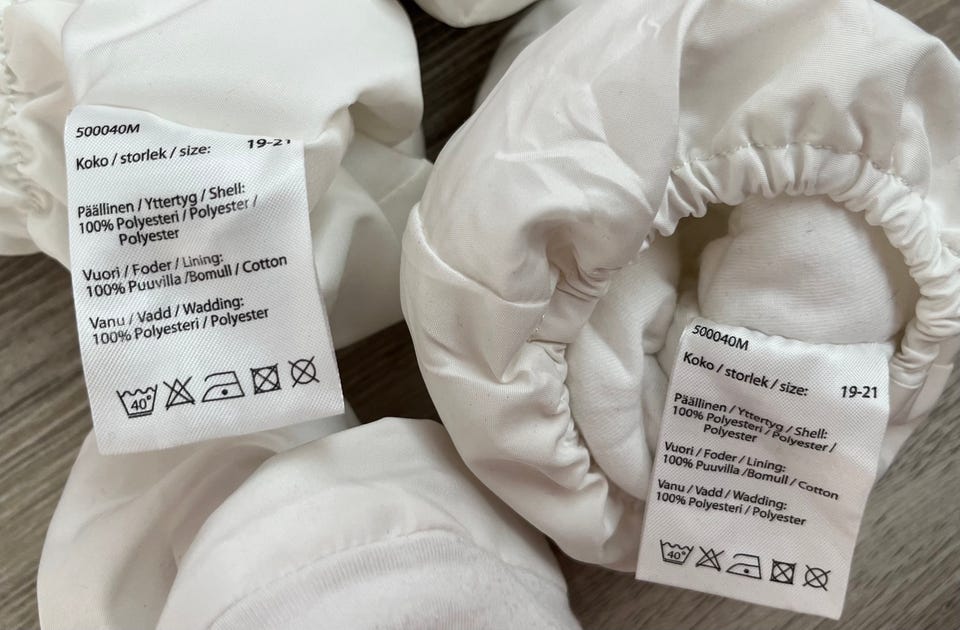 500040M
Koko / storlek / size: 19-21
Päällinen / Yttertyg / Shell:
100% Polyesteri / Polyester /
Polyester
Vuori / Foder / Lining:
100% Puuvilla /Bomull / Cotton
Vanu / Vadd / Wadding:
100% Polyesteri / Polyester
40°
500040M
Koko / storlek / size: 19-21
Päällinen / Yttertyg / Shell:
100% Polyesteri / Polyester /
Polyester
Vuori / Foder / Lining:
100% Puuvilla /Bomull / Cotton
Vanu / Vadd / Wadding:
100% Polyesteri / Polyester
40°